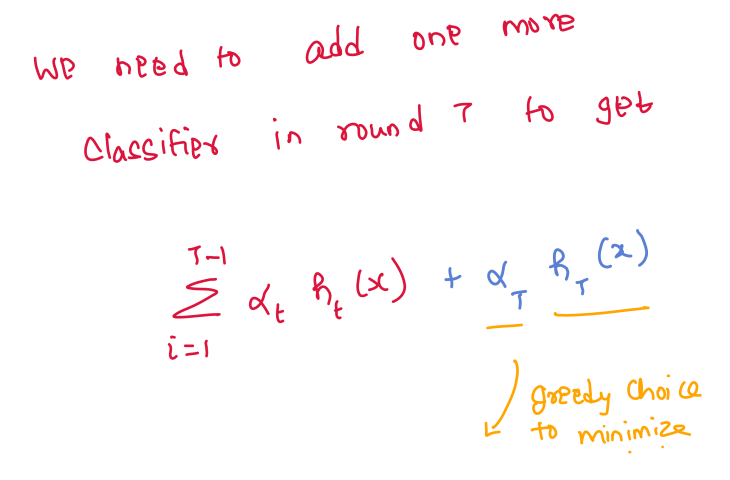 We need to add one more
classifier in round T to get
T-1
∑ α_t h_t (x) + α_T h_T (x)
i=1
greedy choice
to minimize